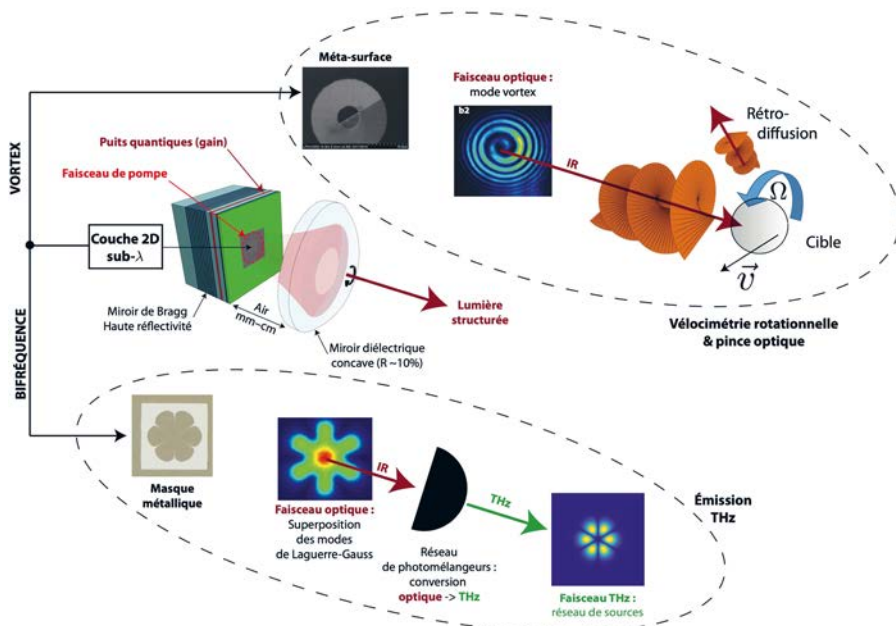 Méta-surface
Faisceau optique :
mode vortex
b2
Rétro-
diffusion
IR
Ω
Cible
v
Vélocimétrie rotationnelle
& pince optique
VORTEX
Puits quantiques (gain)
Faisceau de pompe
Couche 2D
sub-λ
Miroir de Bragg
Haute réflectivité
Air
mm-cm
Lumière
structurée
Miroir diélectrique
concave (R ~10%)
BIFRÉQUENCE
Masque
métallique
Faisceau optique :
Superposition
des modes
de Laguerre-Gauss
IR
Réseau
de photomélangeurs :
conversion
optique -> THz
THz
Émission
THz
Faisceau THz :
réseau de sources